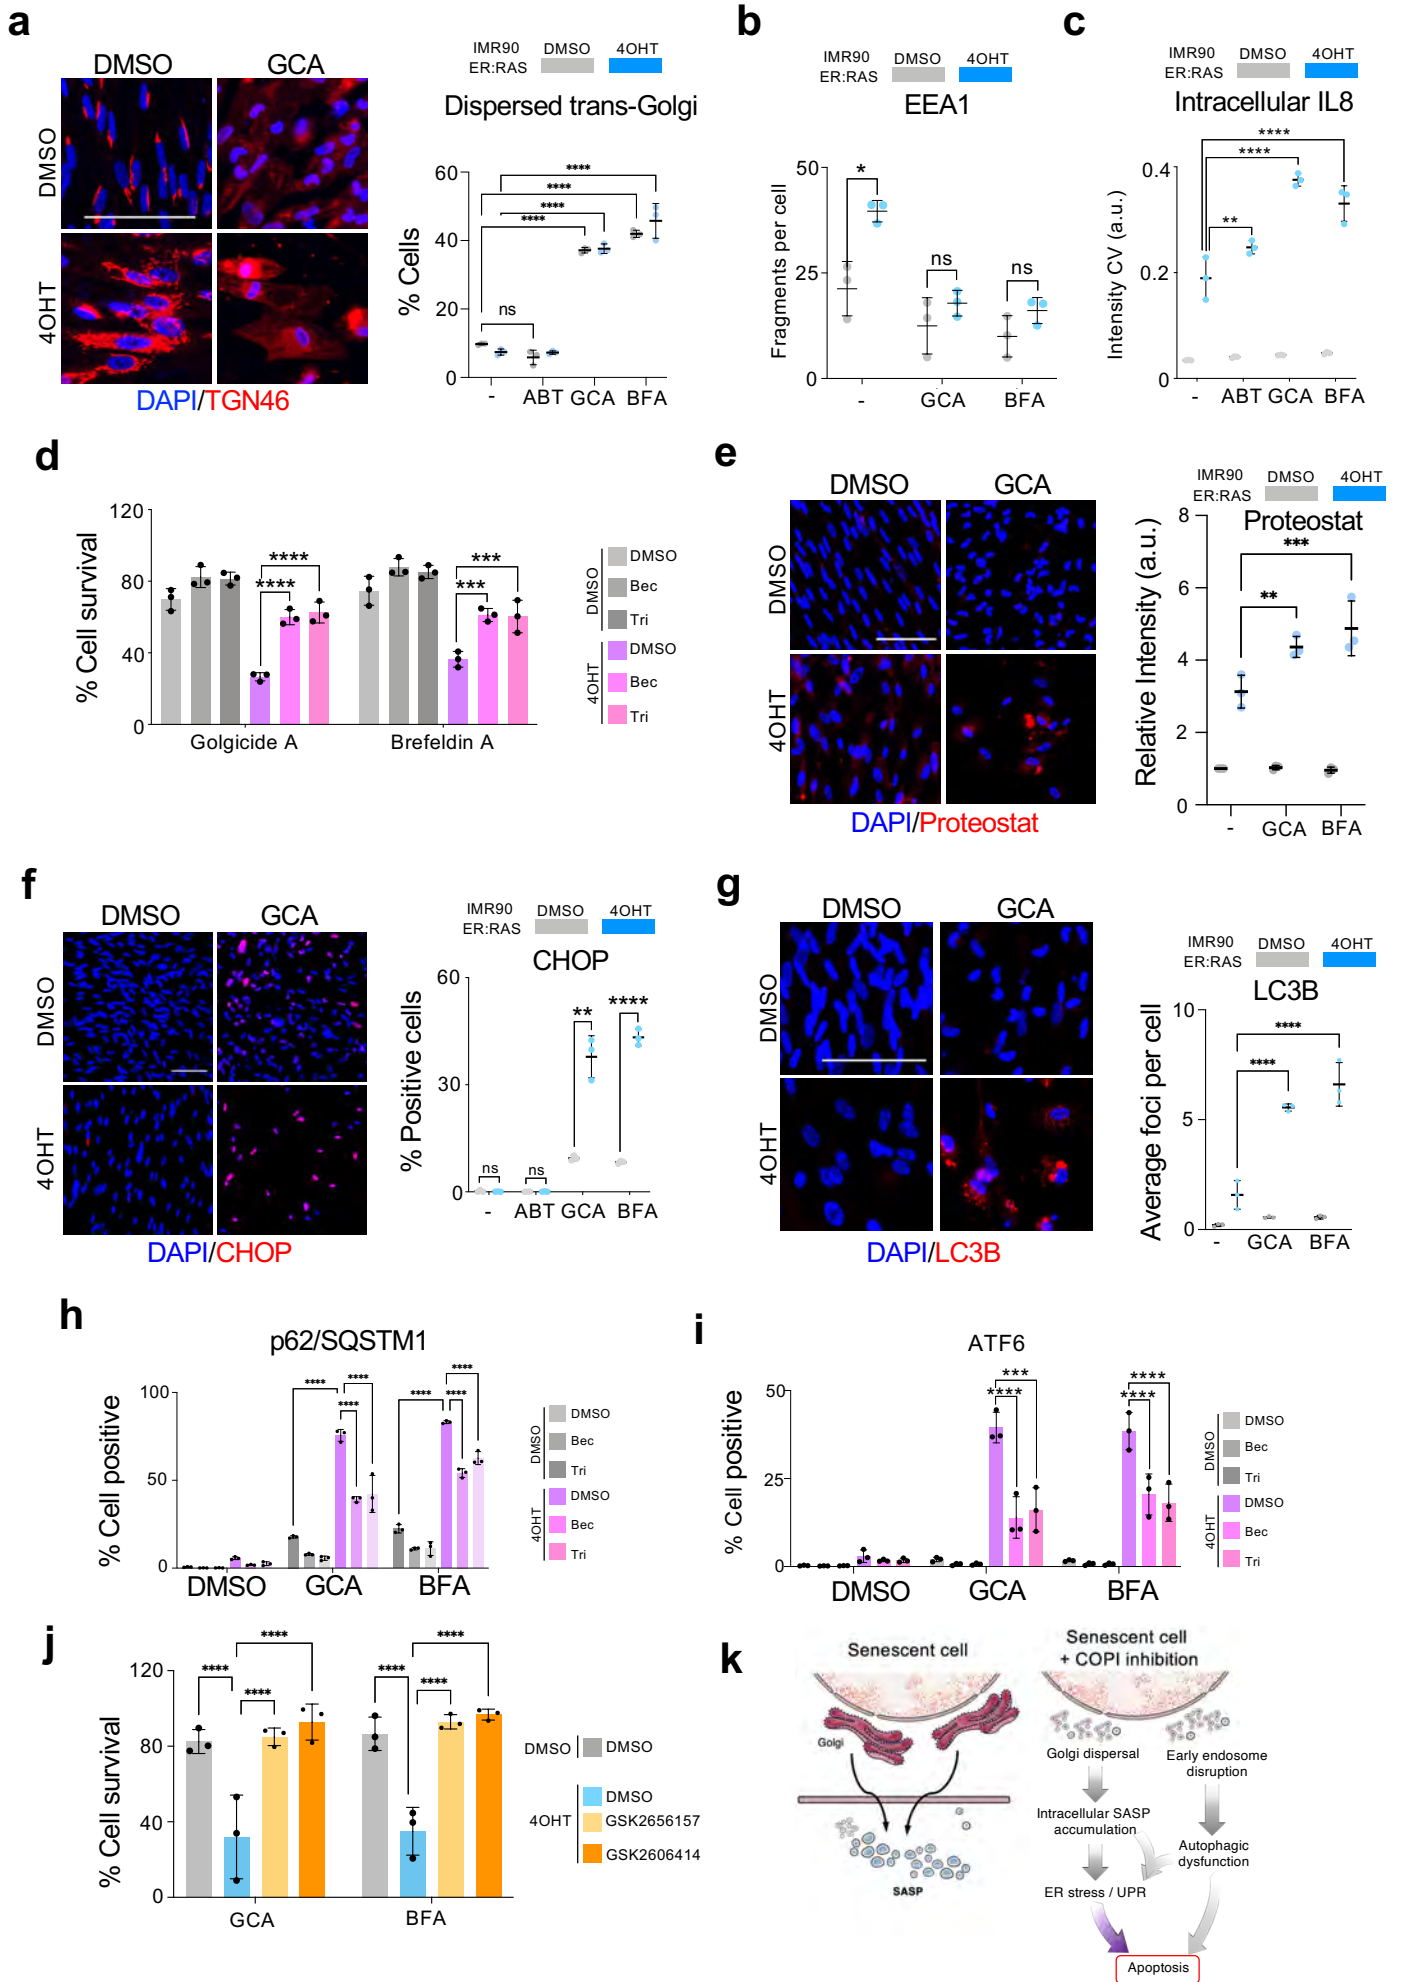 a
DMSO GCA
DMSO
4OHT
DAPI/TGN46
IMR90 ER:RAS DMSO 4OHT
Dispersed trans-Golgi
% Cells
60
40
20
0
**** **** **** **** ns
- ABT GCA BFA
b
IMR90 ER:RAS DMSO 4OHT
EEA1
Fragments per cell
50
25
0
* ns ns
- GCA BFA
c
IMR90 ER:RAS DMSO 4OHT
Intracellular IL8
Intensity CV (a.u.)
0.4
0.2
0
**** **** **
- ABT GCA BFA
d
% Cell survival
120
80
40
0
**** **** *** ***
Golgicide A Brefeldin A
DMSO
DMSO
Bec
Tri
4OHT
DMSO
Bec
Tri
e
DMSO GCA
DMSO
4OHT
DAPI/Proteostat
IMR90 ER:RAS DMSO 4OHT
Proteostat
Relative Intensity (a.u.)
8
6
4
2
0
*** **
- GCA BFA
f
DMSO GCA
DMSO
4OHT
DAPI/CHOP
IMR90 ER:RAS DMSO 4OHT
CHOP
% Positive cells
60
30
0
ns ns ** ****
- ABT GCA BFA
g
DMSO GCA
DMSO
4OHT
DAPI/LC3B
IMR90 ER:RAS DMSO 4OHT
LC3B
Average foci per cell
10
5
0
**** ****
- GCA BFA
h
p62/SQSTM1
% Cell positive
100
50
0
**** **** **** **** **** ****
DMSO GCA BFA
DMSO
DMSO
Bec
Tri
4OHT
DMSO
Bec
Tri
i
ATF6
% Cell positive
50
25
0
*** **** **** ****
DMSO GCA BFA
DMSO
DMSO
Bec
Tri
4OHT
DMSO
Bec
Tri
j
% Cell survival
120
80
40
0
**** **** **** **** **** ****
GCA BFA
DMSO DMSO
4OHT
DMSO
GSK2656157
GSK2606414
k
Senescent cell
Golgi
SASP
Senescent cell
+ COPI inhibition
Golgi dispersal
Early endosome
disruption
Intracellular SASP
accumulation
Autophagic
dysfunction
ER stress / UPR
Apoptosis